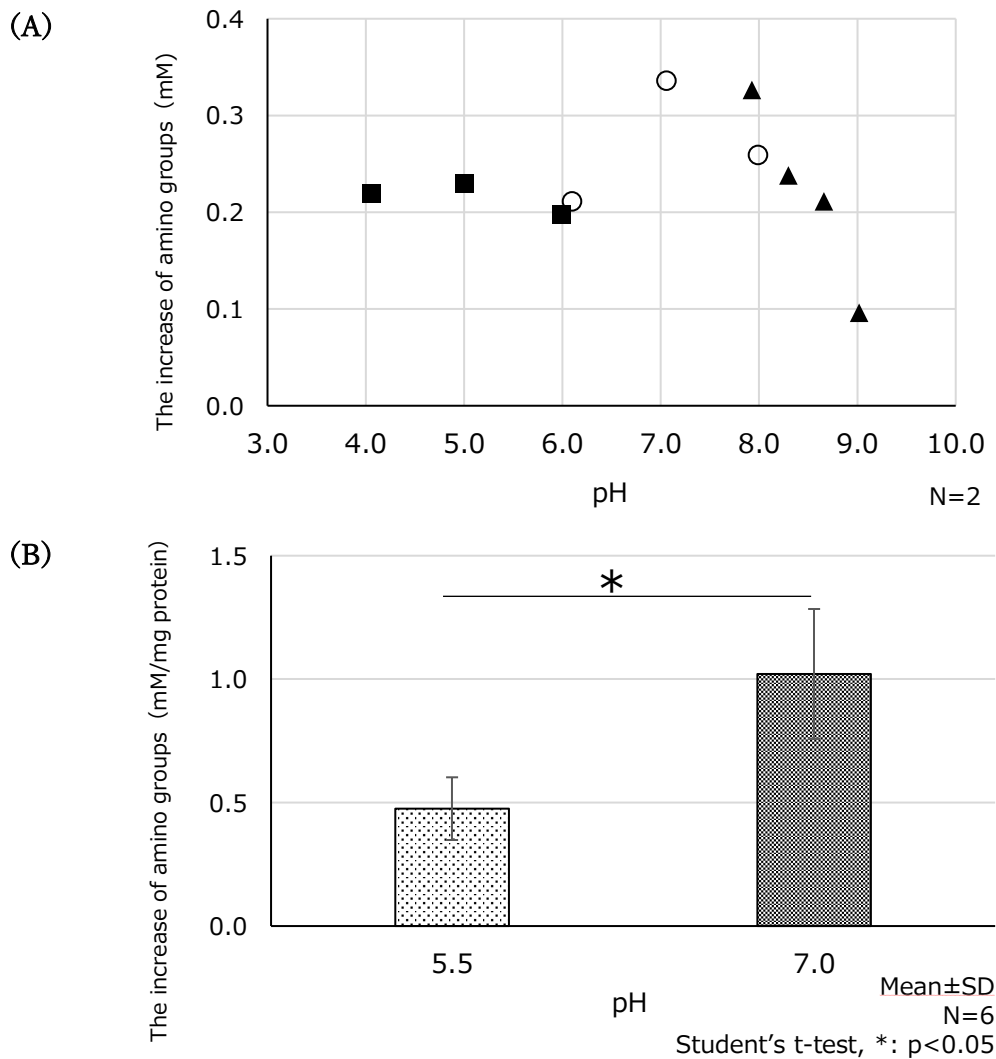 (A)
The increase of amino groups (mM)
0.4
0.3
0.2
0.1
0.0
3.0 4.0 5.0 6.0 7.0 8.0 9.0 10.0
pH
N=2
(B)
The increase of amino groups (mM/mg protein)
1.5
1.0
0.5
0.0
*
5.5 7.0
pH
Mean±SD
N=6
Student's t-test, *: p<0.05